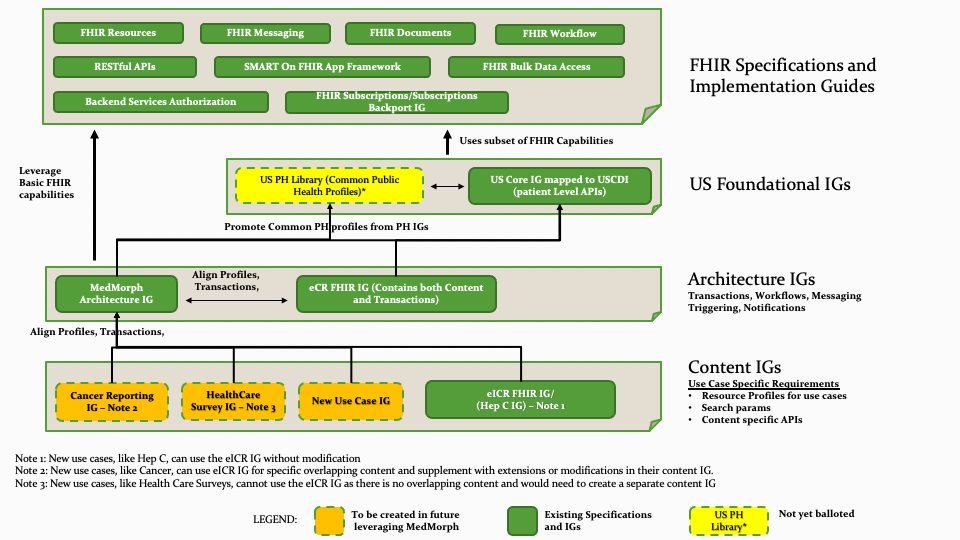 FHIR Resources
FHIR Messaging
FHIR Documents
FHIR Workflow
RESTful APIs
SMART On FHIR App Framework
FHIR Bulk Data Access
Backend Services Authorization
FHIR Subscriptions/Subscriptions
Backport IG
FHIR Specifications and
Implementation Guides
Leverage
Basic FHIR
capabilities
Uses subset of FHIR Capabilities
US PH Library (Common Public
Health Profiles)*
US Core IG mapped to USCDI
(patient Level APIs)
US Foundational IGs
Promote Common PH profiles from PH IGs
MedMorph
Architecture IG
Align Profiles,
Transactions,
eCR FHIR IG (Contains both Content
and Transactions)
Architecture IGs
Transactions, Workflows, Messaging
Triggering, Notifications
Align Profiles, Transactions,
Cancer Reporting
IG – Note 2
HealthCare
Survey IG – Note 3
New Use Case IG
eICR FHIR IG/
(Hep C IG) – Note 1
Content IGs
Use Case Specific Requirements
• Resource Profiles for use cases
• Search params
• Content specific APIs
Note 1: New use cases, like Hep C, can use the eICR IG without modification
Note 2: New use cases, like Cancer, can use eICR IG for specific overlapping content and supplement with extensions or modifications in their content IG.
Note 3: New use cases, like Health Care Surveys, cannot use the eICR IG as there is no overlapping content and would need to create a separate content IG
LEGEND:
To be created in future
leveraging MedMorph
Existing Specifications
and IGs
US PH
Library*
Not yet balloted